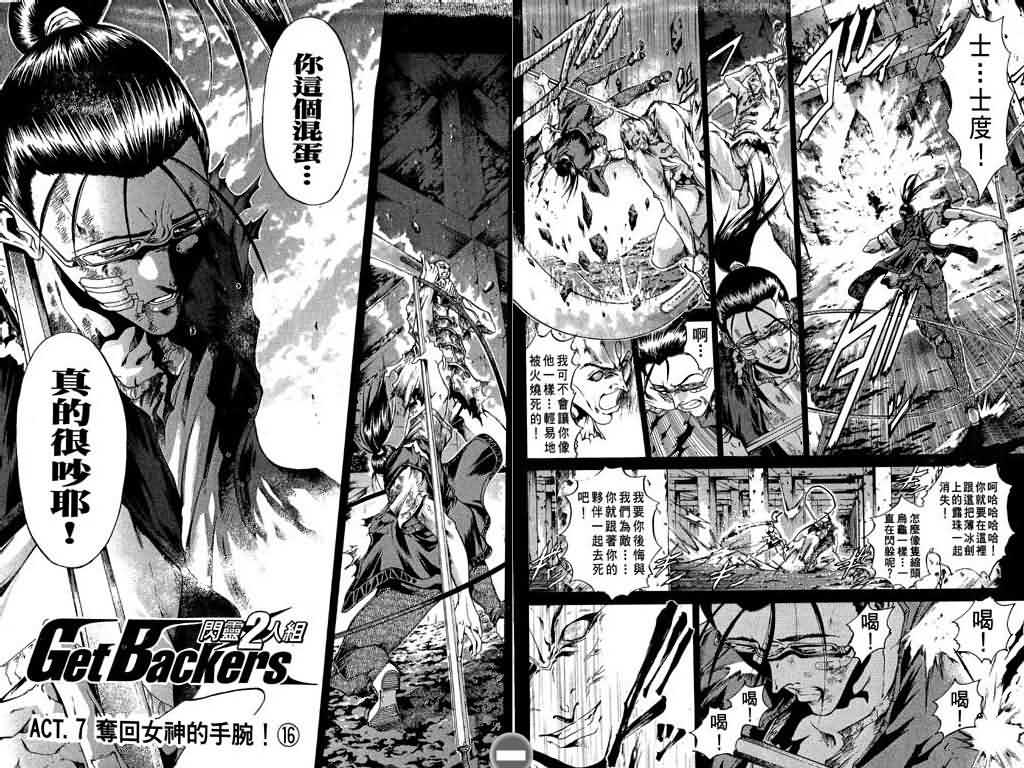 士…士度！
啊…
我可不會讓你像
他一樣…輕易地
被火燒死的！
呵哈哈哈哈！
你就要在這裡
跟這把薄冰劍
上的露珠一起
消失！
怎麼像隻縮頭
烏龜一樣…一
直在閃躲呢？
我要你後悔與
我們為敵…
你就跟著你的
夥伴一起去死
吧！
喝！
喝！
喝！
喝！
喝！
你這個混蛋…
真的很吵耶！
GetBackers
閃靈2人組
ACT. 7 奪回女神的手腕！⑯